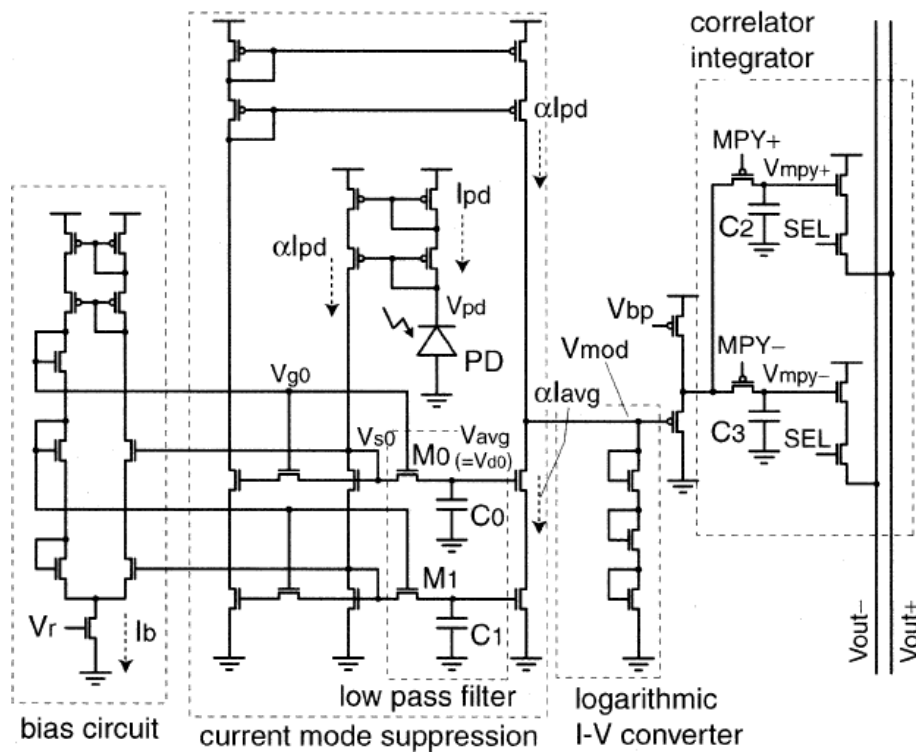 correlator
integrator
αIpd
MPY+
Vmpy+
C2
SEL
Ipd
αIpd
Vpd
PD
Vbp
Vmod
MPY−
Vmpy−
αIavg
C3
SEL
Vg0
Vs0
M0
Vavg
(=Vd0)
C0
M1
C1
Vr
Ib
Vout−
Vout+
low pass filter
logarithmic
I-V converter
bias circuit
current mode suppression